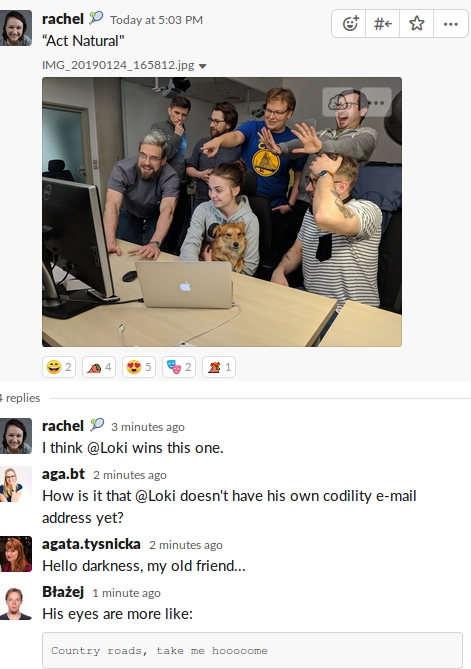 rachel Today at 5:03 PM
“Act Natural"
IMG_20190124_165812.jpg
2 4 5 2 1
4 replies
rachel 3 minutes ago
I think @Loki wins this one.
aga.bt 2 minutes ago
How is it that @Loki doesn't have his own codility e-mail
address yet?
agata.tysnicka 2 minutes ago
Hello darkness, my old friend...
Błażej 1 minute ago
His eyes are more like:
Country roads, take me hooooome